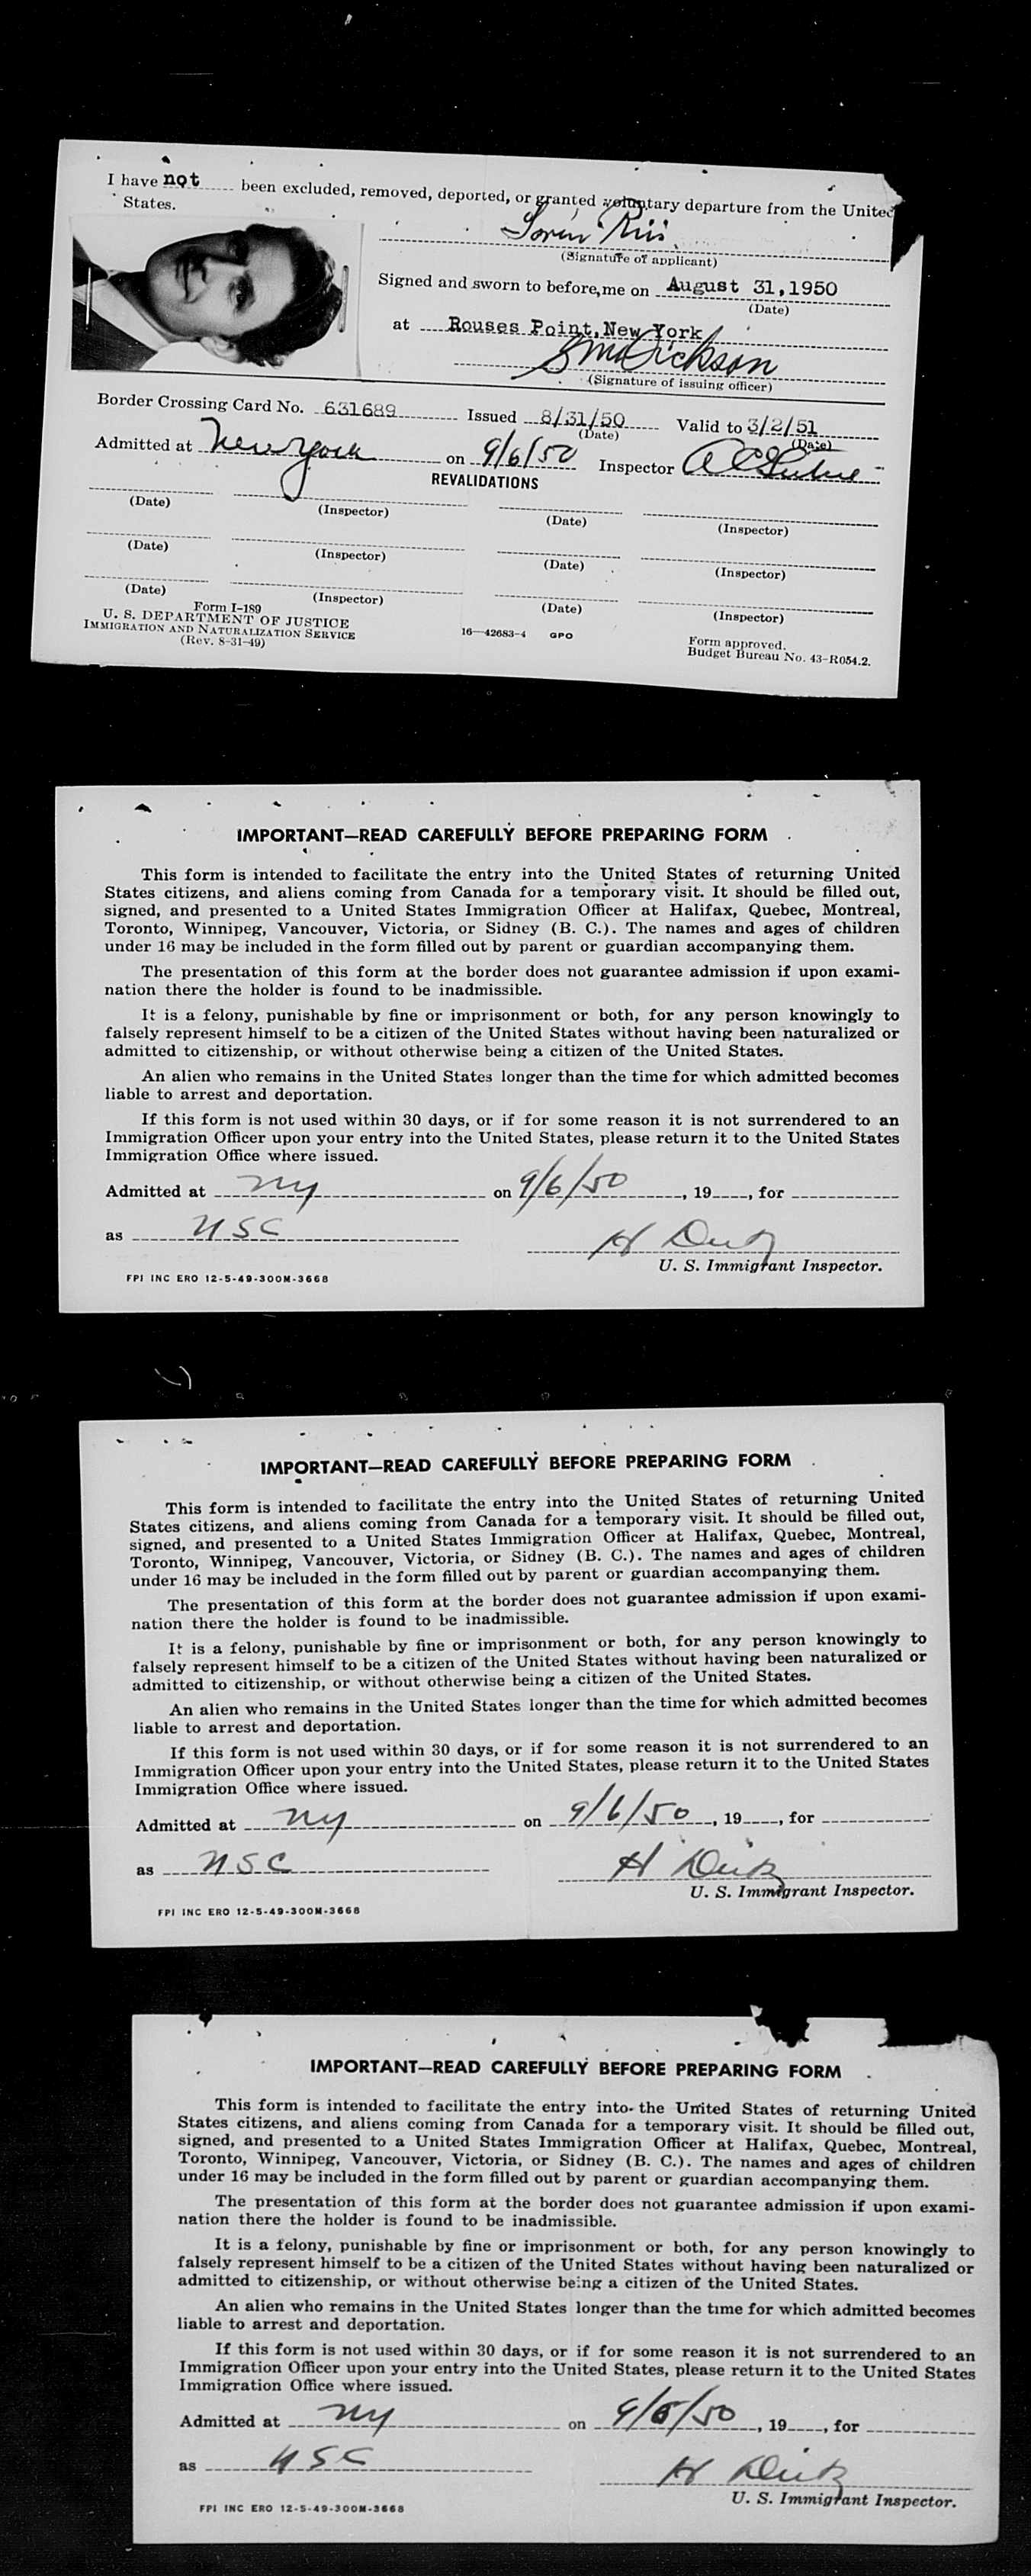 I have not been excluded, removed, deported, or granted voluntary departure from the United
States.
(Signature of applicant)
Signed and sworn to before me on August 31, 1950
(Date)
at Rouses Point, New York
(Signature of issuing officer)
Border Crossing Card No. 631689 Issued 8/31/50 Valid to 3/2/51
(Date) (Date)
Admitted at New York on 9/6/50 Inspector
REVALIDATIONS
(Date) (Inspector) (Date) (Inspector)
(Date) (Inspector) (Date) (Inspector)
(Date) (Inspector) (Date) (Inspector)
Form I-189
U. S. DEPARTMENT OF JUSTICE
IMMIGRATION AND NATURALIZATION SERVICE
(Rev. 8-31-49)
16—42683-4 GPO
Form approved.
Budget Bureau No. 43-R054.2.
IMPORTANT—READ CAREFULLY BEFORE PREPARING FORM
This form is intended to facilitate the entry into the United States of returning United
States citizens, and aliens coming from Canada for a temporary visit. It should be filled out,
signed, and presented to a United States Immigration Officer at Halifax, Quebec, Montreal,
Toronto, Winnipeg, Vancouver, Victoria, or Sidney (B. C.). The names and ages of children
under 16 may be included in the form filled out by parent or guardian accompanying them.
The presentation of this form at the border does not guarantee admission if upon exami-
nation there the holder is found to be inadmissible.
It is a felony, punishable by fine or imprisonment or both, for any person knowingly to
falsely represent himself to be a citizen of the United States without having been naturalized or
admitted to citizenship, or without otherwise being a citizen of the United States.
An alien who remains in the United States longer than the time for which admitted becomes
liable to arrest and deportation.
If this form is not used within 30 days, or if for some reason it is not surrendered to an
Immigration Officer upon your entry into the United States, please return it to the United States
Immigration Office where issued.
Admitted at NY on 9/6/50, 19, for
as USC H
U. S. Immigrant Inspector.
FPI INC ERO 12-5-49-300M-3668
IMPORTANT—READ CAREFULLY BEFORE PREPARING FORM
This form is intended to facilitate the entry into the United States of returning United
States citizens, and aliens coming from Canada for a temporary visit. It should be filled out,
signed, and presented to a United States Immigration Officer at Halifax, Quebec, Montreal,
Toronto, Winnipeg, Vancouver, Victoria, or Sidney (B. C.). The names and ages of children
under 16 may be included in the form filled out by parent or guardian accompanying them.
The presentation of this form at the border does not guarantee admission if upon exami-
nation there the holder is found to be inadmissible.
It is a felony, punishable by fine or imprisonment or both, for any person knowingly to
falsely represent himself to be a citizen of the United States without having been naturalized or
admitted to citizenship, or without otherwise being a citizen of the United States.
An alien who remains in the United States longer than the time for which admitted becomes
liable to arrest and deportation.
If this form is not used within 30 days, or if for some reason it is not surrendered to an
Immigration Officer upon your entry into the United States, please return it to the United States
Immigration Office where issued.
Admitted at NY on 9/6/50, 19, for
as USC H
U. S. Immigrant Inspector.
FPI INC ERO 12-5-49-300M-3668
IMPORTANT—READ CAREFULLY BEFORE PREPARING FORM
This form is intended to facilitate the entry into the United States of returning United
States citizens, and aliens coming from Canada for a temporary visit. It should be filled out,
signed, and presented to a United States Immigration Officer at Halifax, Quebec, Montreal,
Toronto, Winnipeg, Vancouver, Victoria, or Sidney (B. C.). The names and ages of children
under 16 may be included in the form filled out by parent or guardian accompanying them.
The presentation of this form at the border does not guarantee admission if upon exami-
nation there the holder is found to be inadmissible.
It is a felony, punishable by fine or imprisonment or both, for any person knowingly to
falsely represent himself to be a citizen of the United States without having been naturalized or
admitted to citizenship, or without otherwise being a citizen of the United States.
An alien who remains in the United States longer than the time for which admitted becomes
liable to arrest and deportation.
If this form is not used within 30 days, or if for some reason it is not surrendered to an
Immigration Officer upon your entry into the United States, please return it to the United States
Immigration Office where issued.
Admitted at NY on 9/6/50, 19, for
as USC H
U. S. Immigrant Inspector.
FPI INC ERO 12-5-49-300M-3668